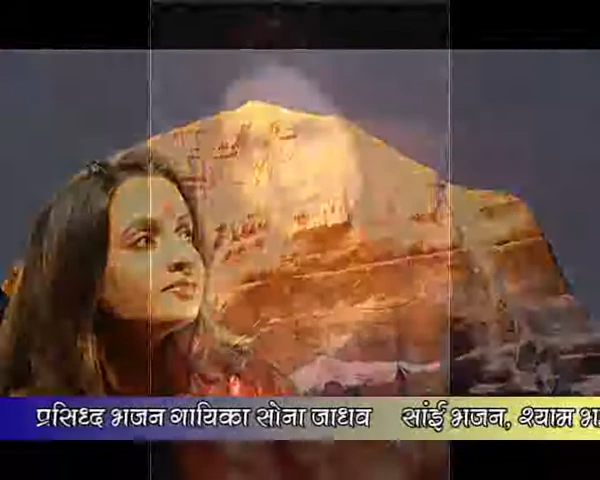 प्रसिध्द भजन गायिका सोना जाधव सांई भजन, श्याम